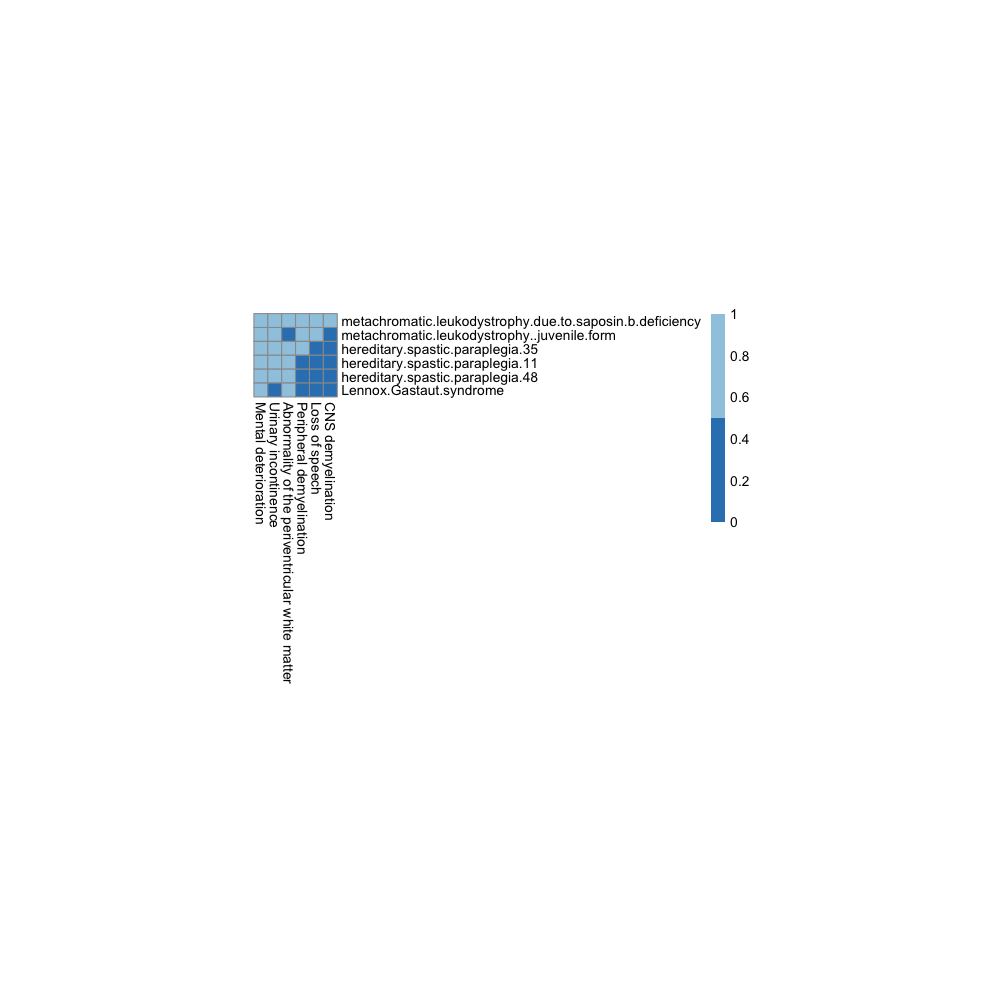 metachromatic.leukodystrophy.due.to.saposin.b.deficiency
metachromatic.leukodystrophy..juvenile.form
hereditary.spastic.paraplegia.35
hereditary.spastic.paraplegia.11
hereditary.spastic.paraplegia.48
Lennox.Gastaut.syndrome
Mental deterioration
Urinary incontinence
Abnormality of the periventricular white matter
Peripheral demyelination
Loss of speech
CNS demyelination
1
0.8
0.6
0.4
0.2
0